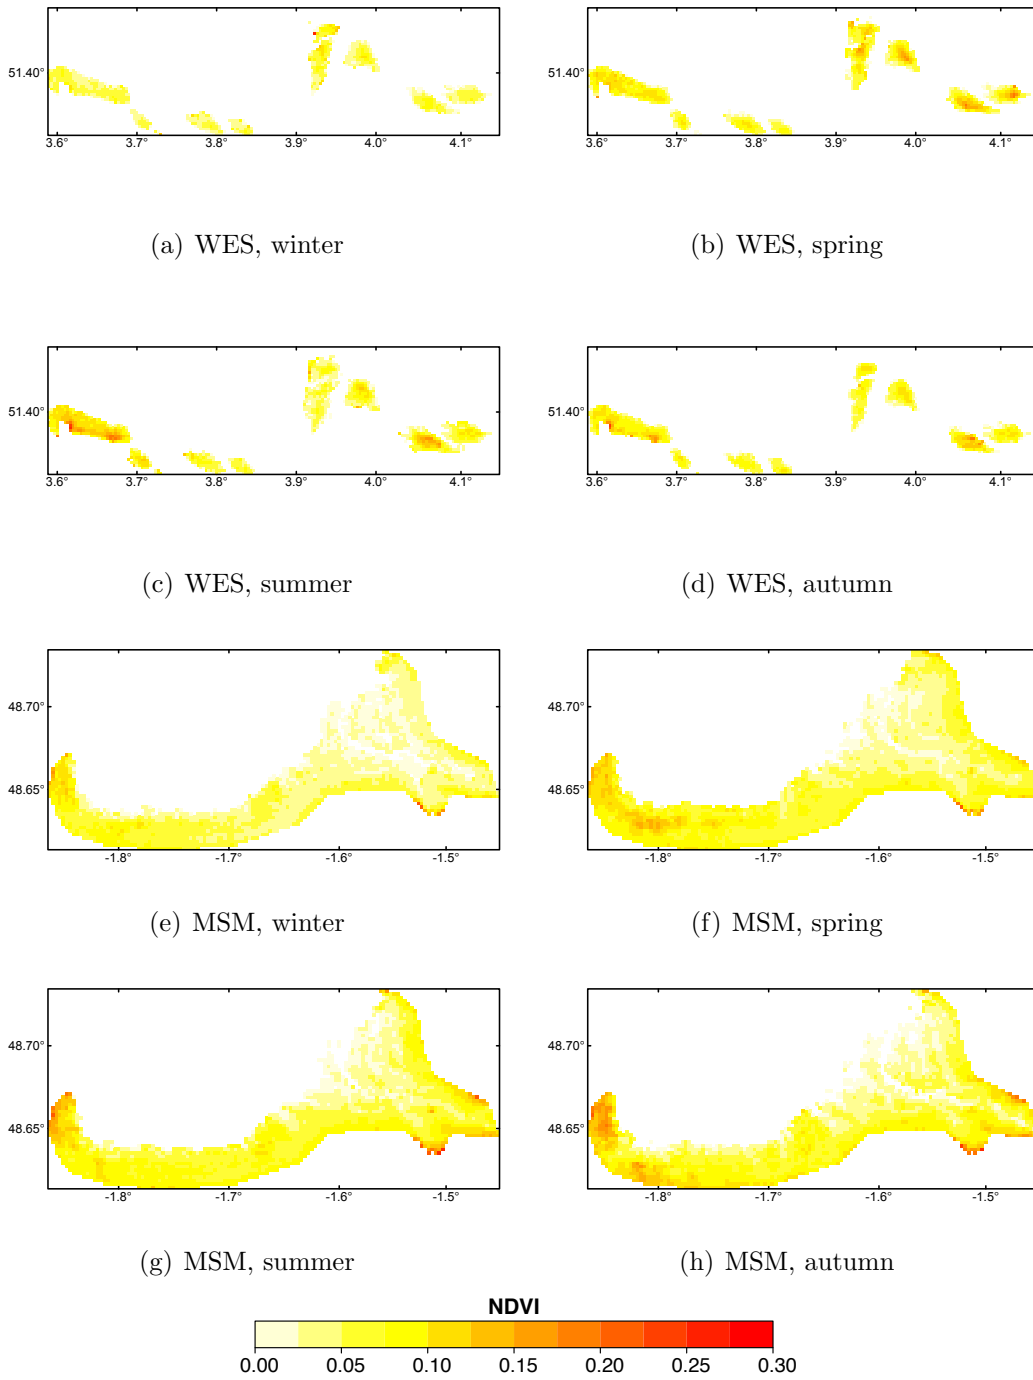 51.40°
3.6° 3.7° 3.8° 3.9° 4.0° 4.1°
(a) WES, winter
3.6° 3.7° 3.8° 3.9° 4.0° 4.1°
51.40°
(b) WES, spring
51.40°
3.6° 3.7° 3.8° 3.9° 4.0° 4.1°
(c) WES, summer
51.40°
3.6° 3.7° 3.8° 3.9° 4.0° 4.1°
(d) WES, autumn
48.70°
48.65°
-1.8° -1.7° -1.6° -1.5°
(e) MSM, winter
48.70°
48.65°
-1.8° -1.7° -1.6° -1.5°
(f) MSM, spring
48.70°
48.65°
-1.8° -1.7° -1.6° -1.5°
(g) MSM, summer
48.70°
48.65°
-1.8° -1.7° -1.6° -1.5°
(h) MSM, autumn
NDVI
0.00 0.05 0.10 0.15 0.20 0.25 0.30